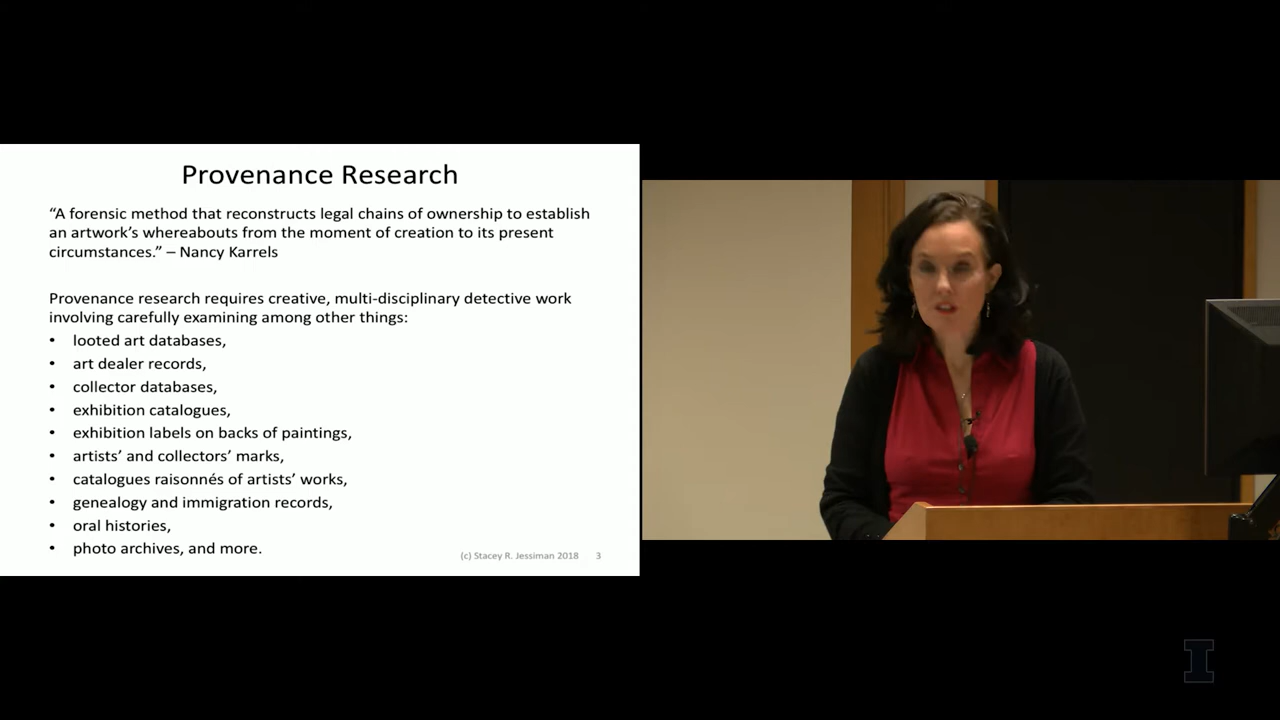 Provenance Research
“A forensic method that reconstructs legal chains of ownership to establish
an artwork’s whereabouts from the moment of creation to its present
circumstances.” – Nancy Karrels
Provenance research requires creative, multi-disciplinary detective work
involving carefully examining among other things:
• looted art databases,
• art dealer records,
• collector databases,
• exhibition catalogues,
• exhibition labels on backs of paintings,
• artists’ and collectors’ marks,
• catalogues raisonnés of artists’ works,
• genealogy and immigration records,
• oral histories,
• photo archives, and more.
(c) Stacey R. Jessiman 2018 3
I